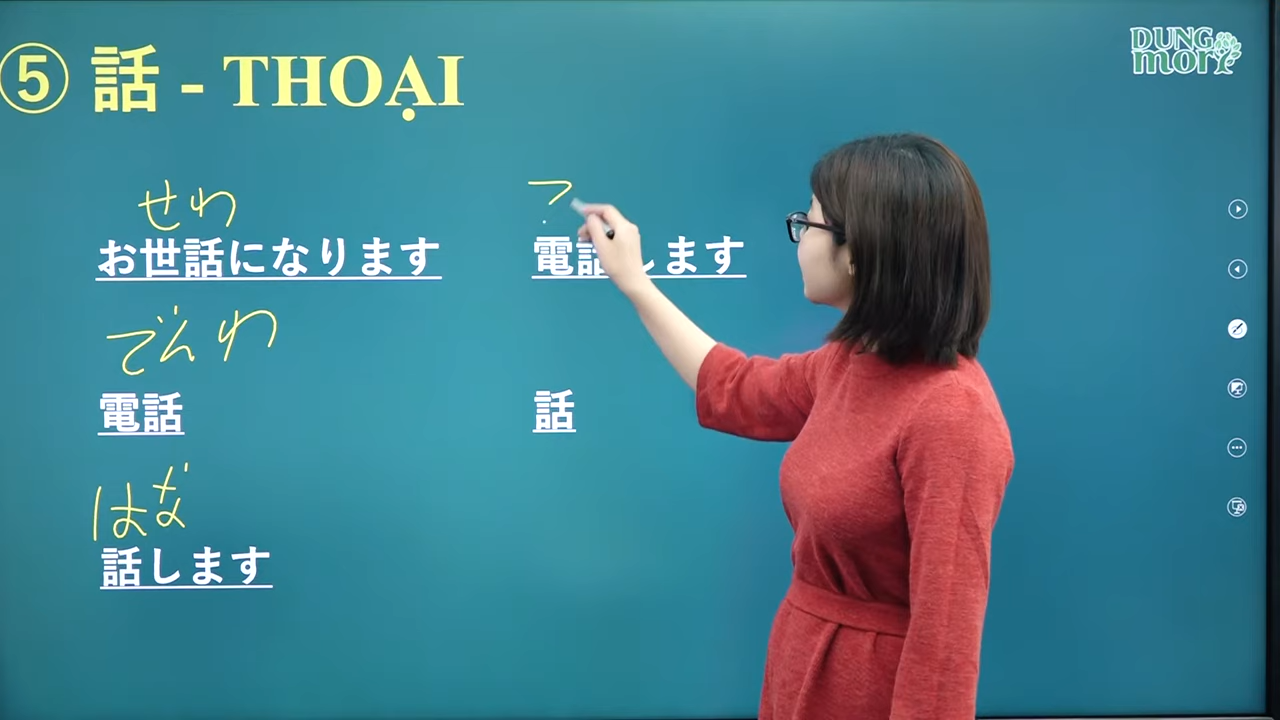 ⑤ 話 - THOẠI
DUNG
mori
せわ
お世話になります
電話します
でんわ
電話
話
はな
話します